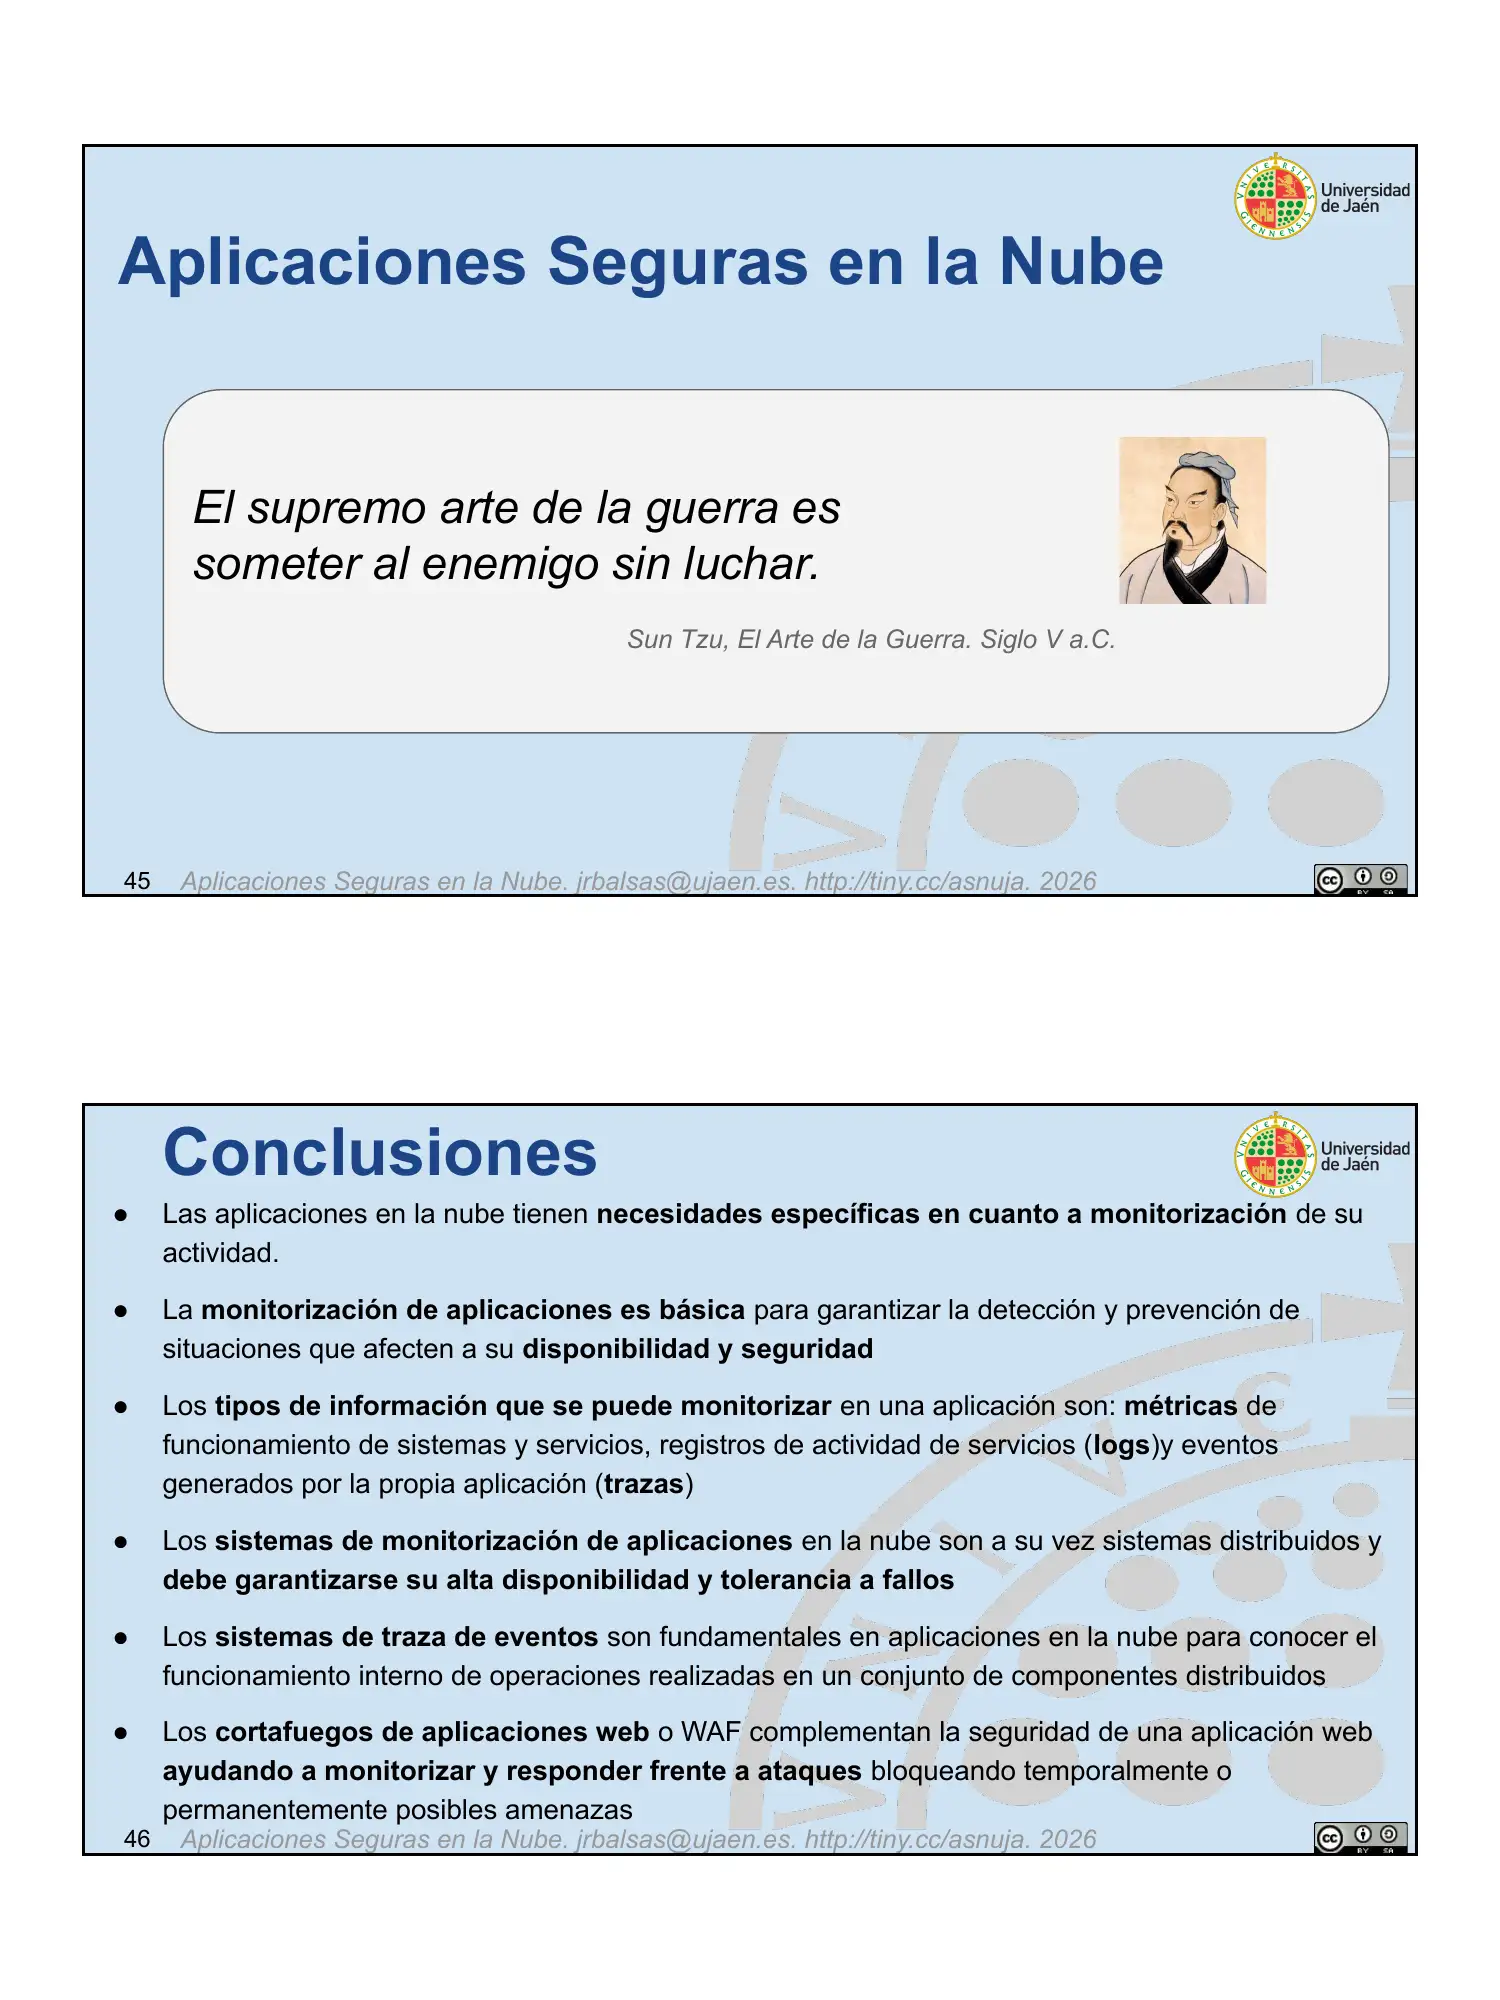 Universidad
de Jaén
Aplicaciones Seguras en la Nube
El supremo arte de la guerra es
someter al enemigo sin luchar.
Sun Tzu, El Arte de la Guerra. Siglo V a.C.
45 Aplicaciones Seguras en la Nube. jrbalsas@ujaen.es. http://tiny.cc/asnuja. 2026
cc BY SA
Conclusiones
Universidad
de Jaén
● Las aplicaciones en la nube tienen necesidades específicas en cuanto a monitorización de su
actividad.
● La monitorización de aplicaciones es básica para garantizar la detección y prevención de
situaciones que afecten a su disponibilidad y seguridad
● Los tipos de información que se puede monitorizar en una aplicación son: métricas de
funcionamiento de sistemas y servicios, registros de actividad de servicios (logs)y eventos
generados por la propia aplicación (trazas)
● Los sistemas de monitorización de aplicaciones en la nube son a su vez sistemas distribuidos y
debe garantizarse su alta disponibilidad y tolerancia a fallos
● Los sistemas de traza de eventos son fundamentales en aplicaciones en la nube para conocer el
funcionamiento interno de operaciones realizadas en un conjunto de componentes distribuidos
● Los cortafuegos de aplicaciones web o WAF complementan la seguridad de una aplicación web
ayudando a monitorizar y responder frente a ataques bloqueando temporalmente o
permanentemente posibles amenazas
46 Aplicaciones Seguras en la Nube. jrbalsas@ujaen.es. http://tiny.cc/asnuja. 2026
cc BY SA